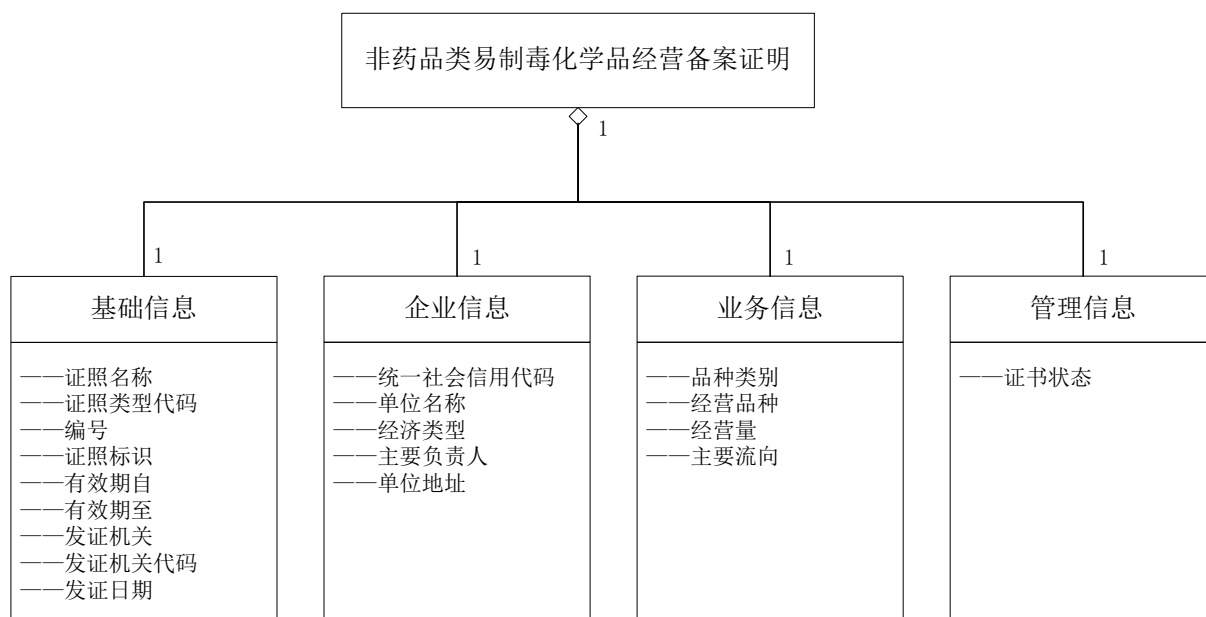 非药品类易制毒化学品经营备案证明
1
1
1
1
1
基础信息
——证照名称
——证照类型代码
——编号
——证照标识
——有效期自
——有效期至
——发证机关
——发证机关代码
——发证日期
企业信息
——统一社会信用代码
——单位名称
——经济类型
——主要负责人
——单位地址
业务信息
——品种类别
——经营品种
——经营量
——主要流向
管理信息
——证书状态